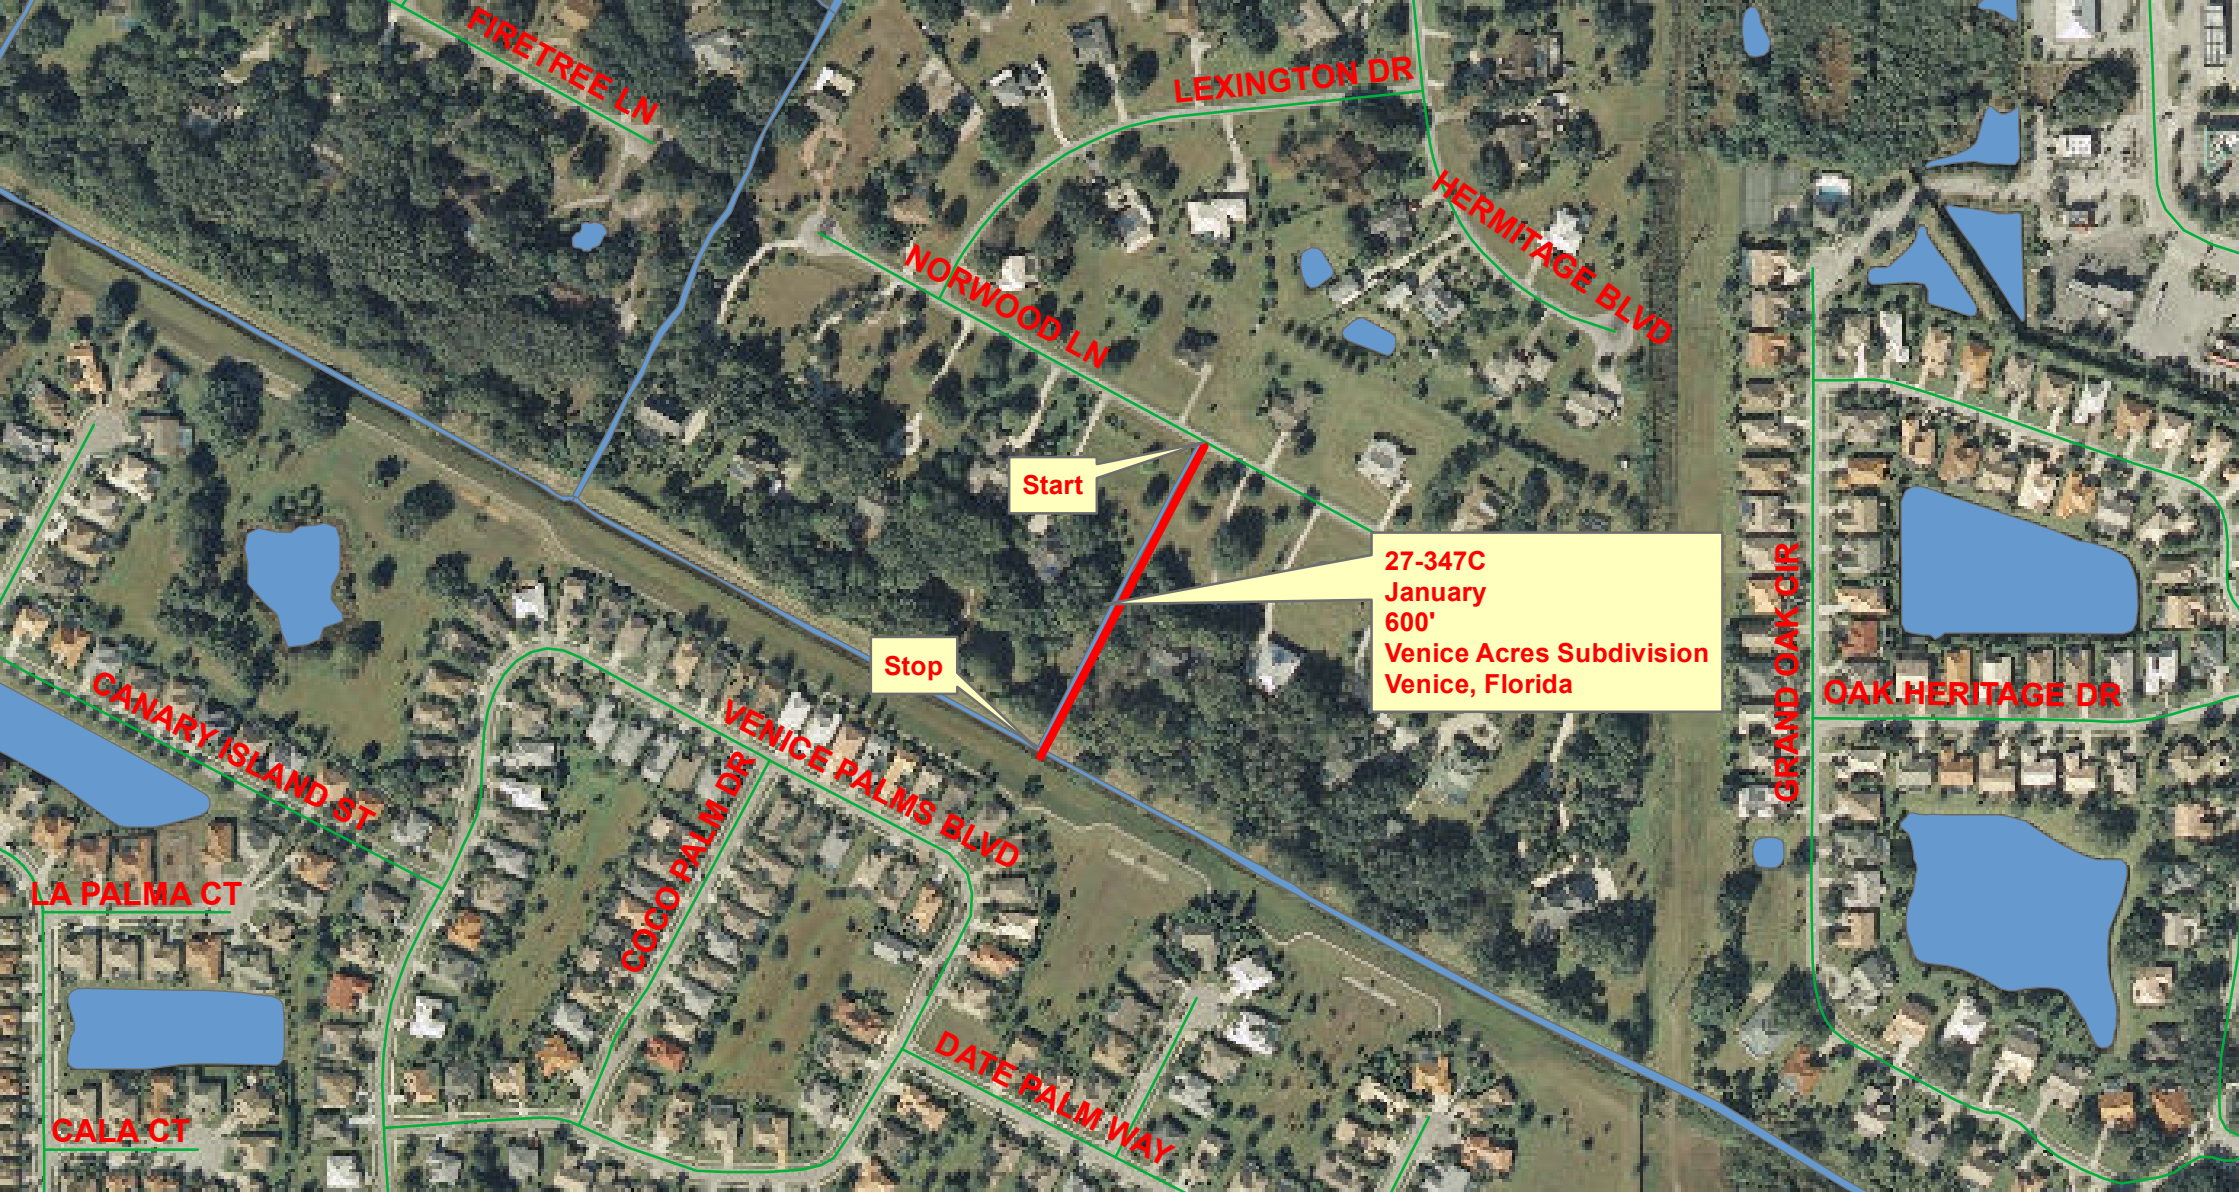 FIRETREE LN
LEXINGTON DR
HERMITAGE BLVD
NORWOOD LN
Start
27-347C
January
600'
Venice Acres Subdivision
Venice, Florida
Stop
GRAND OAK CIR
OAK HERITAGE DR
CANARY ISLAND ST
VENICE PALMS BLVD
COCO PALM DR
LA PALMA CT
DATE PALM WAY
CALA CT